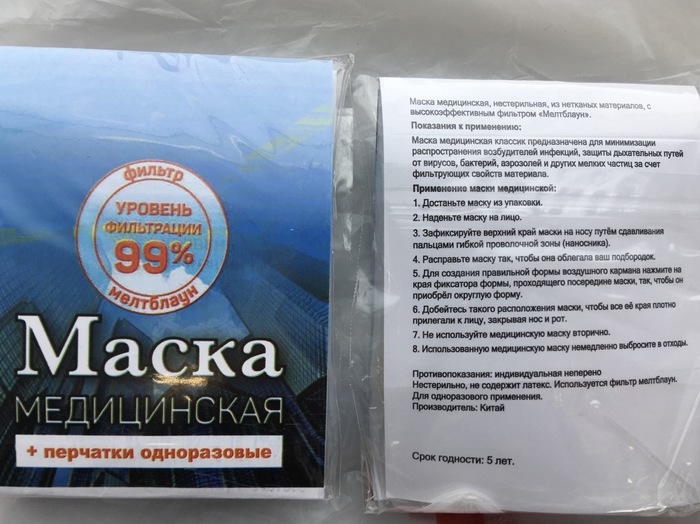 фильтр
УРОВЕНЬ
ФИЛЬТРАЦИИ
99%
мелтблаун
Маска
МЕДИЦИНСКАЯ
+ перчатки одноразовые
Маска медицинская, нестерильная, из нетканых материалов, с
высокоэффективным фильтром «Мелтблаун».
Показания к применению:
Маска медицинская классик предназначена для минимизации
распространения возбудителей инфекций, защиты дыхательных путей
от вирусов, бактерий, аэрозолей и других мелких частиц за счет
фильтрующих свойств материала.
Применение маски медицинской:
1. Достаньте маску из упаковки.
2. Наденьте маску на лицо.
3. Зафиксируйте верхний край маски на носу путём сдавливания
пальцами гибкой проволочной зоны (наносника).
4. Расправьте маску так, чтобы она облегала ваш подбородок.
5. Для создания правильной формы воздушного кармана нажмите на
края фиксатора формы, проходящего посередине маски, так, чтобы он
приобрёл округлую форму.
6. Добейтесь такого расположения маски, чтобы все её края плотно
прилегали к лицу, закрывая нос и рот.
7. Не используйте медицинскую маску вторично.
8. Использованную медицинскую маску немедленно выбросите в отходы.
Противопоказания: индивидуальная неперено
Нестерильно, не содержит латекс. Используется фильтр мелтблаун.
Для одноразового применения.
Производитель: Китай
Срок годности: 5 лет.